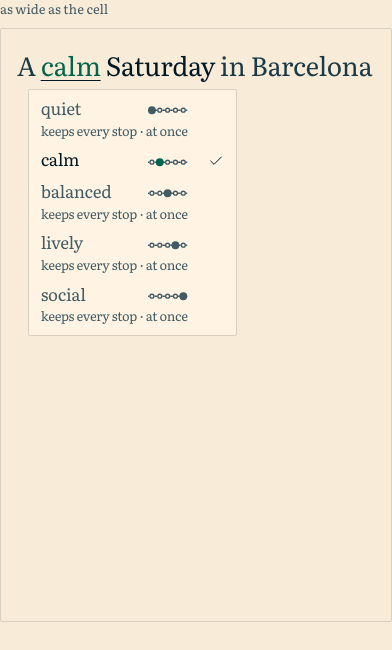 as wide as the cell
A calm Saturday in Barcelona
quiet
keeps every stop · at once
calm
balanced
keeps every stop · at once
lively
keeps every stop · at once
social
keeps every stop · at once